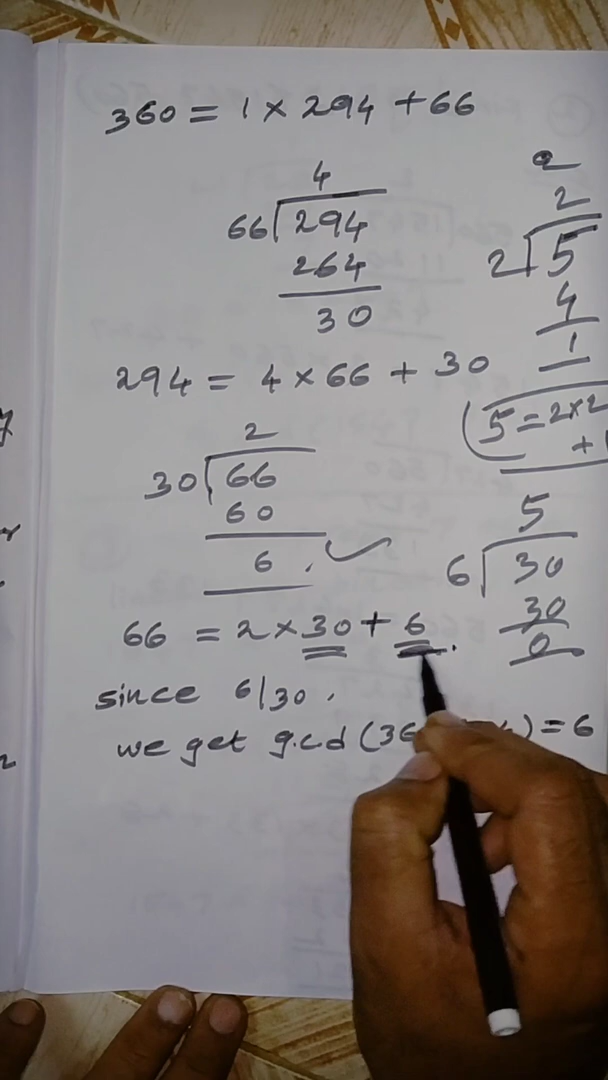 360 = 1 × 294 + 66
4
66 294
264
30
294 = 4 × 66 + 30
2
30 66
60
6
66 = 2 × 30 + 6.
since 6/30,
we get g.c.d (36 ) = 6
2
2 5
4
1
5 = 2×2
+
5
6 30
30
0